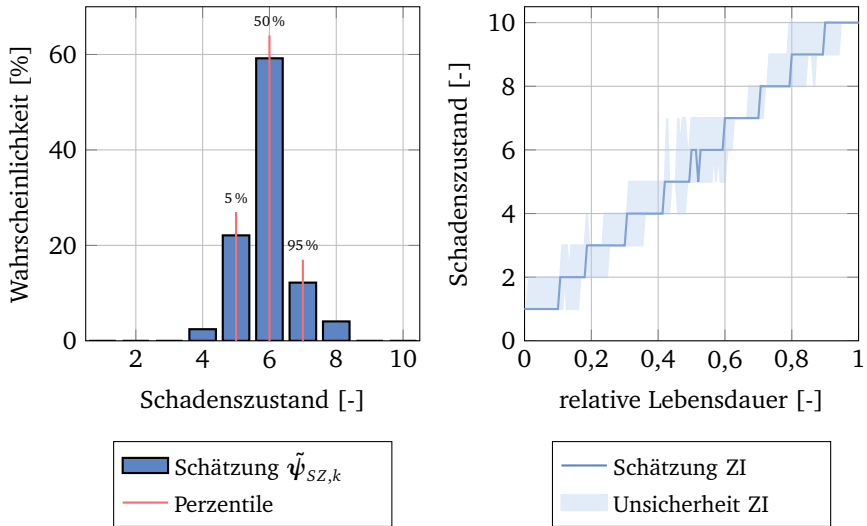 Wahrscheinlichkeit [%]
60
40
20
0
5 %
50 %
95 %
2 4 6 8 10
Schadenszustand [-]
Schätzung ψ̃SZ,k
Perzentile
Schadenszustand [-]
10
8
6
4
2
0
0 0,2 0,4 0,6 0,8 1
relative Lebensdauer [-]
Schätzung ZI
Unsicherheit ZI